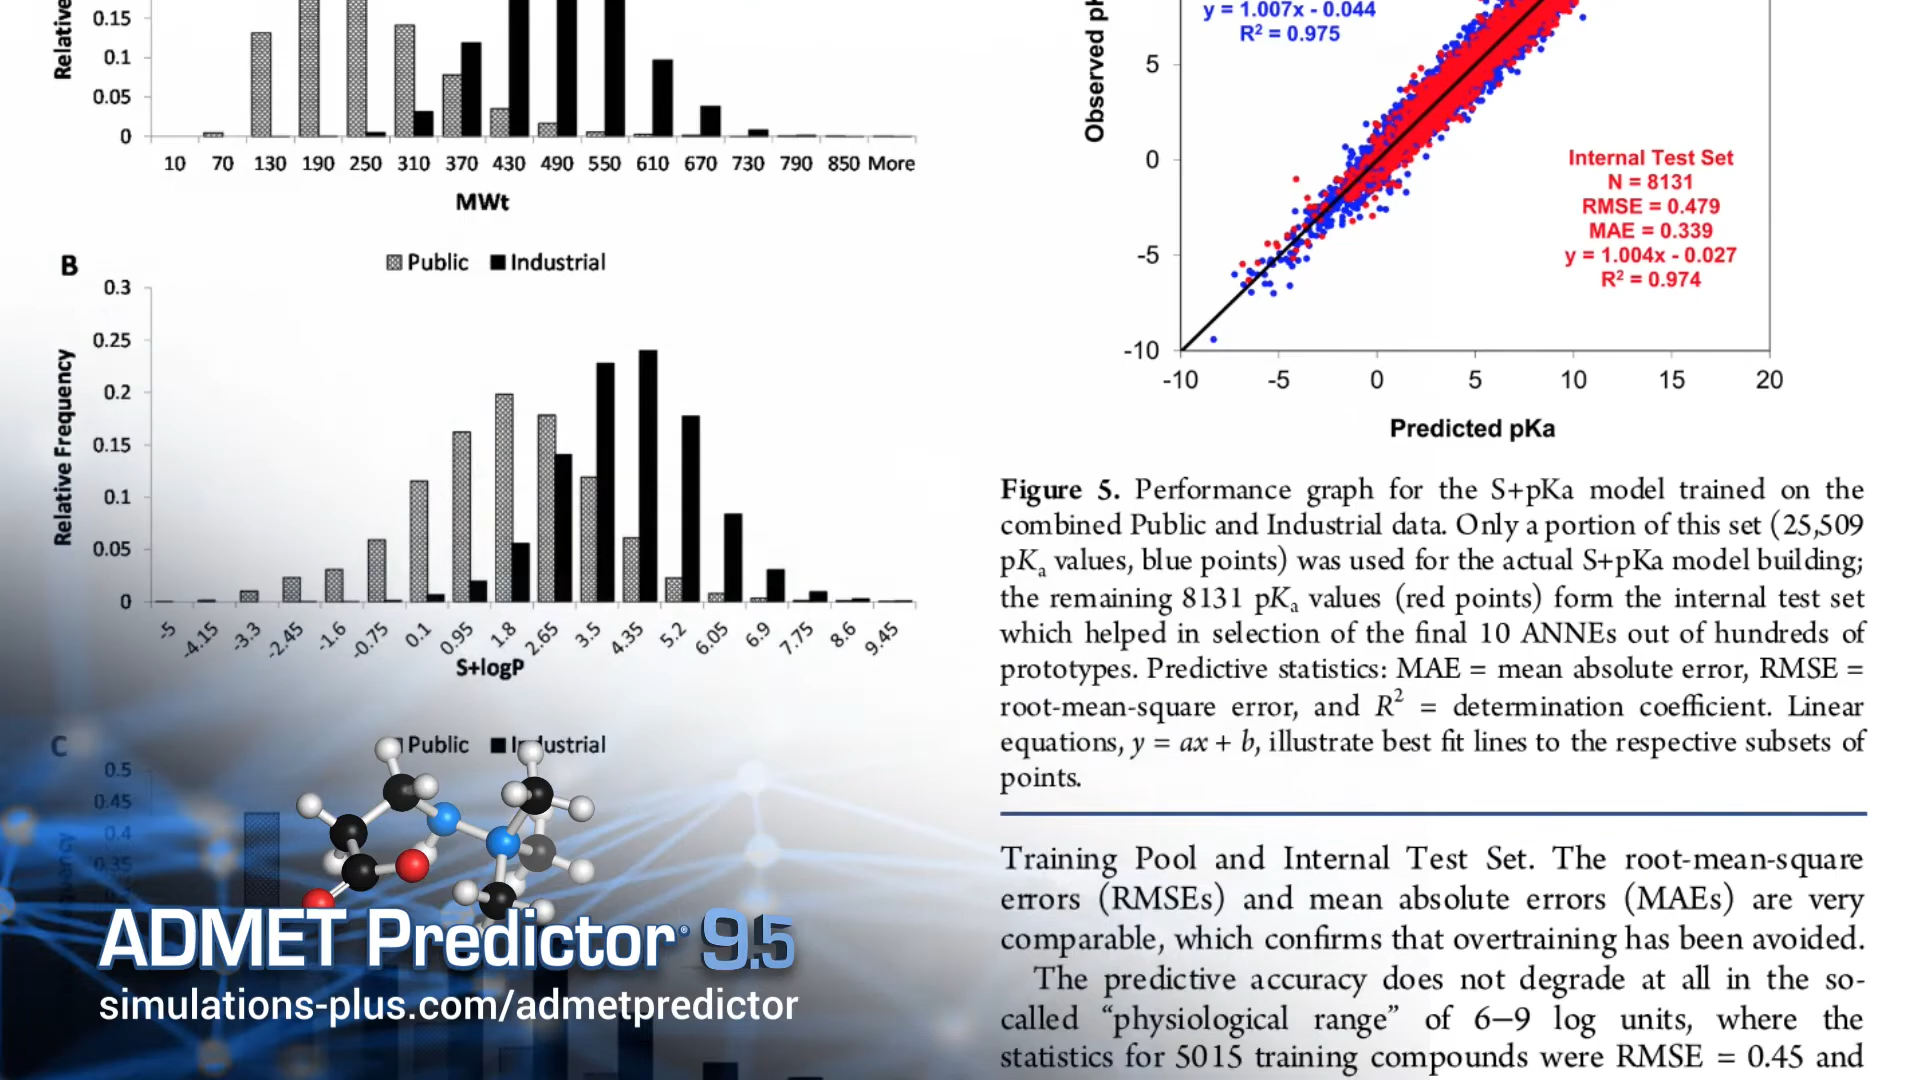 Relative
0.15
0.1
0.05
0
10 70 130 190 250 310 370 430 490 550 610 670 730 790 850 More
MWt
B
Public Industrial
0.3
0.25
0.2
0.15
0.1
0.05
0
Relative Frequency
-5 -4.15 -3.3 -2.45 -1.6 -0.75 0.1 0.95 1.8 2.65 3.5 4.35 5.2 6.05 6.9 7.75 8.6 9.45
S+logP
C
Public Industrial
0.5
0.45
0.4
0.35
ADMET Predictor® 9.5
simulations-plus.com/admetpredictor
y = 1.007x - 0.044
R² = 0.975
Observed
5
0
-5
-10
Internal Test Set
N = 8131
RMSE = 0.479
MAE = 0.339
y = 1.004x - 0.027
R² = 0.974
-10 -5 0 5 10 15 20
Predicted pKa
Figure 5. Performance graph for the S+pKa model trained on the
combined Public and Industrial data. Only a portion of this set (25,509
pKₐ values, blue points) was used for the actual S+pKa model building;
the remaining 8131 pKₐ values (red points) form the internal test set
which helped in selection of the final 10 ANNEs out of hundreds of
prototypes. Predictive statistics: MAE = mean absolute error, RMSE =
root-mean-square error, and R² = determination coefficient. Linear
equations, y = ax + b, illustrate best fit lines to the respective subsets of
points.
Training Pool and Internal Test Set. The root-mean-square
errors (RMSEs) and mean absolute errors (MAEs) are very
comparable, which confirms that overtraining has been avoided.
The predictive accuracy does not degrade at all in the so-
called “physiological range” of 6–9 log units, where the
statistics for 5015 training compounds were RMSE = 0.45 and